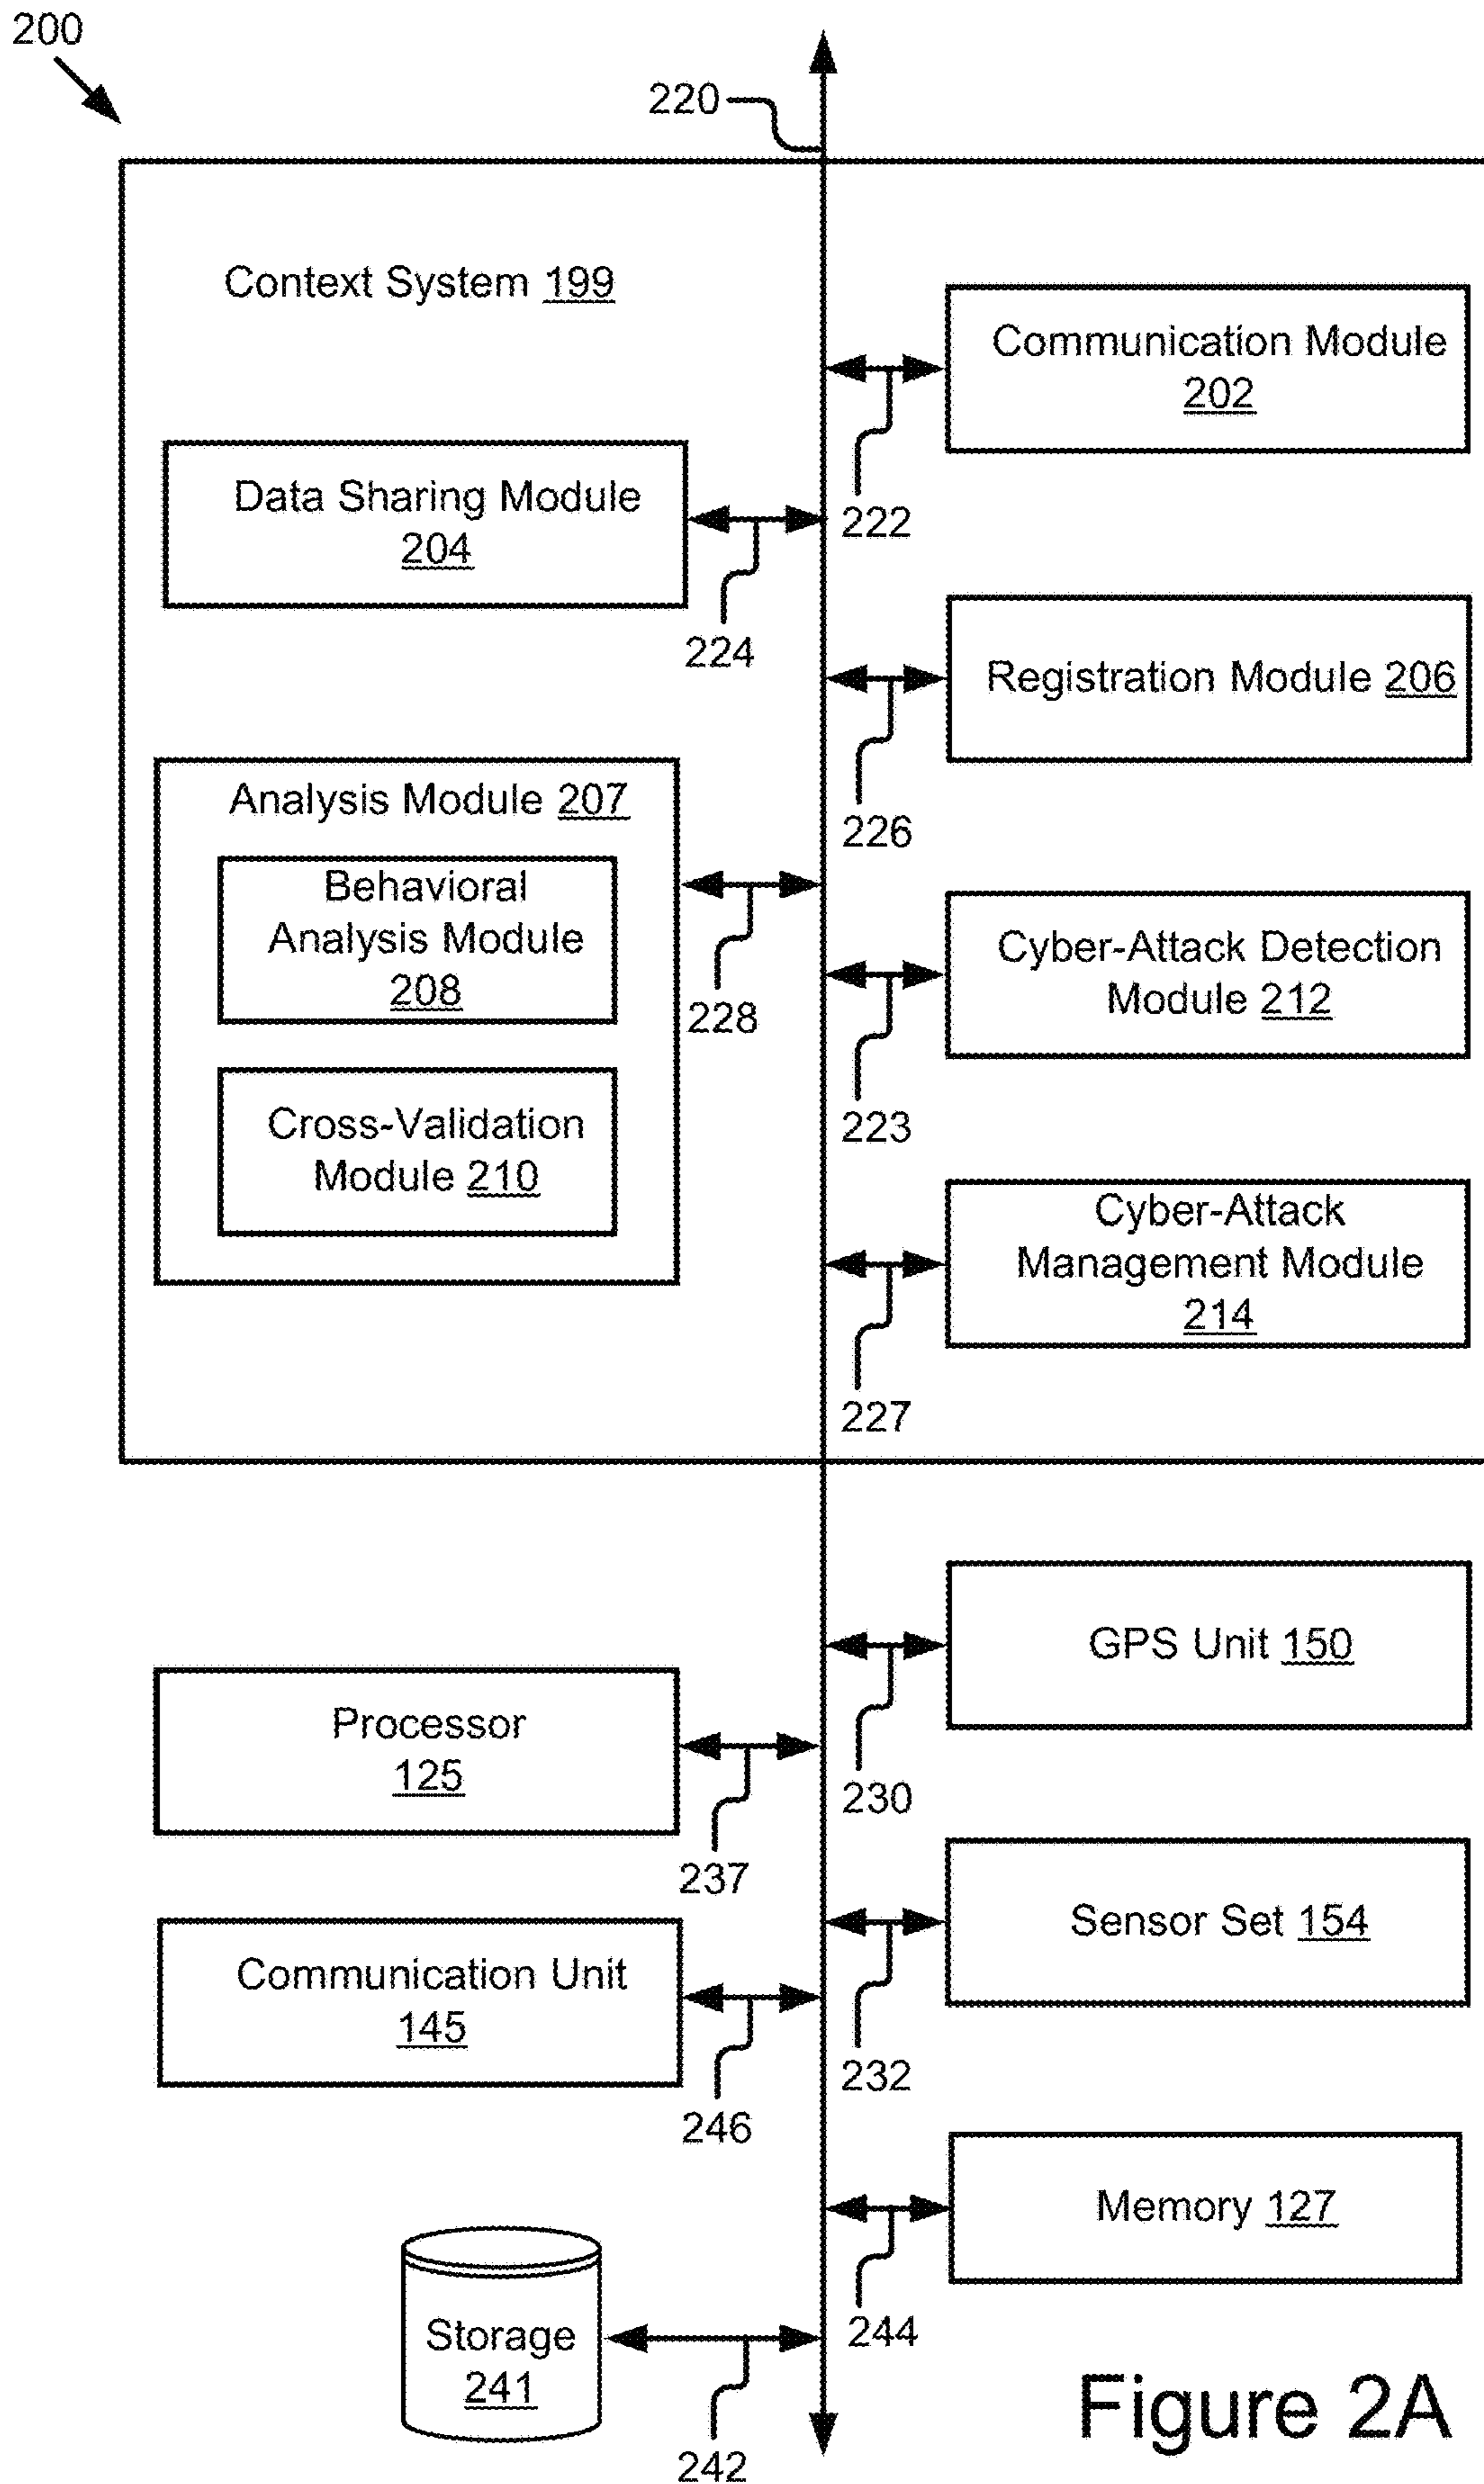 200
220
Context System 199
Communication Module
202
222
Data Sharing Module
204
224
Registration Module 206
226
Analysis Module 207
Behavioral
Analysis Module
208
228
Cross-Validation
Module 210
Cyber-Attack Detection
Module 212
223
Cyber-Attack
Management Module
214
227
GPS Unit 150
230
Processor
125
237
Sensor Set 154
232
Communication Unit
145
246
Memory 127
244
Storage
241
242
Figure 2A